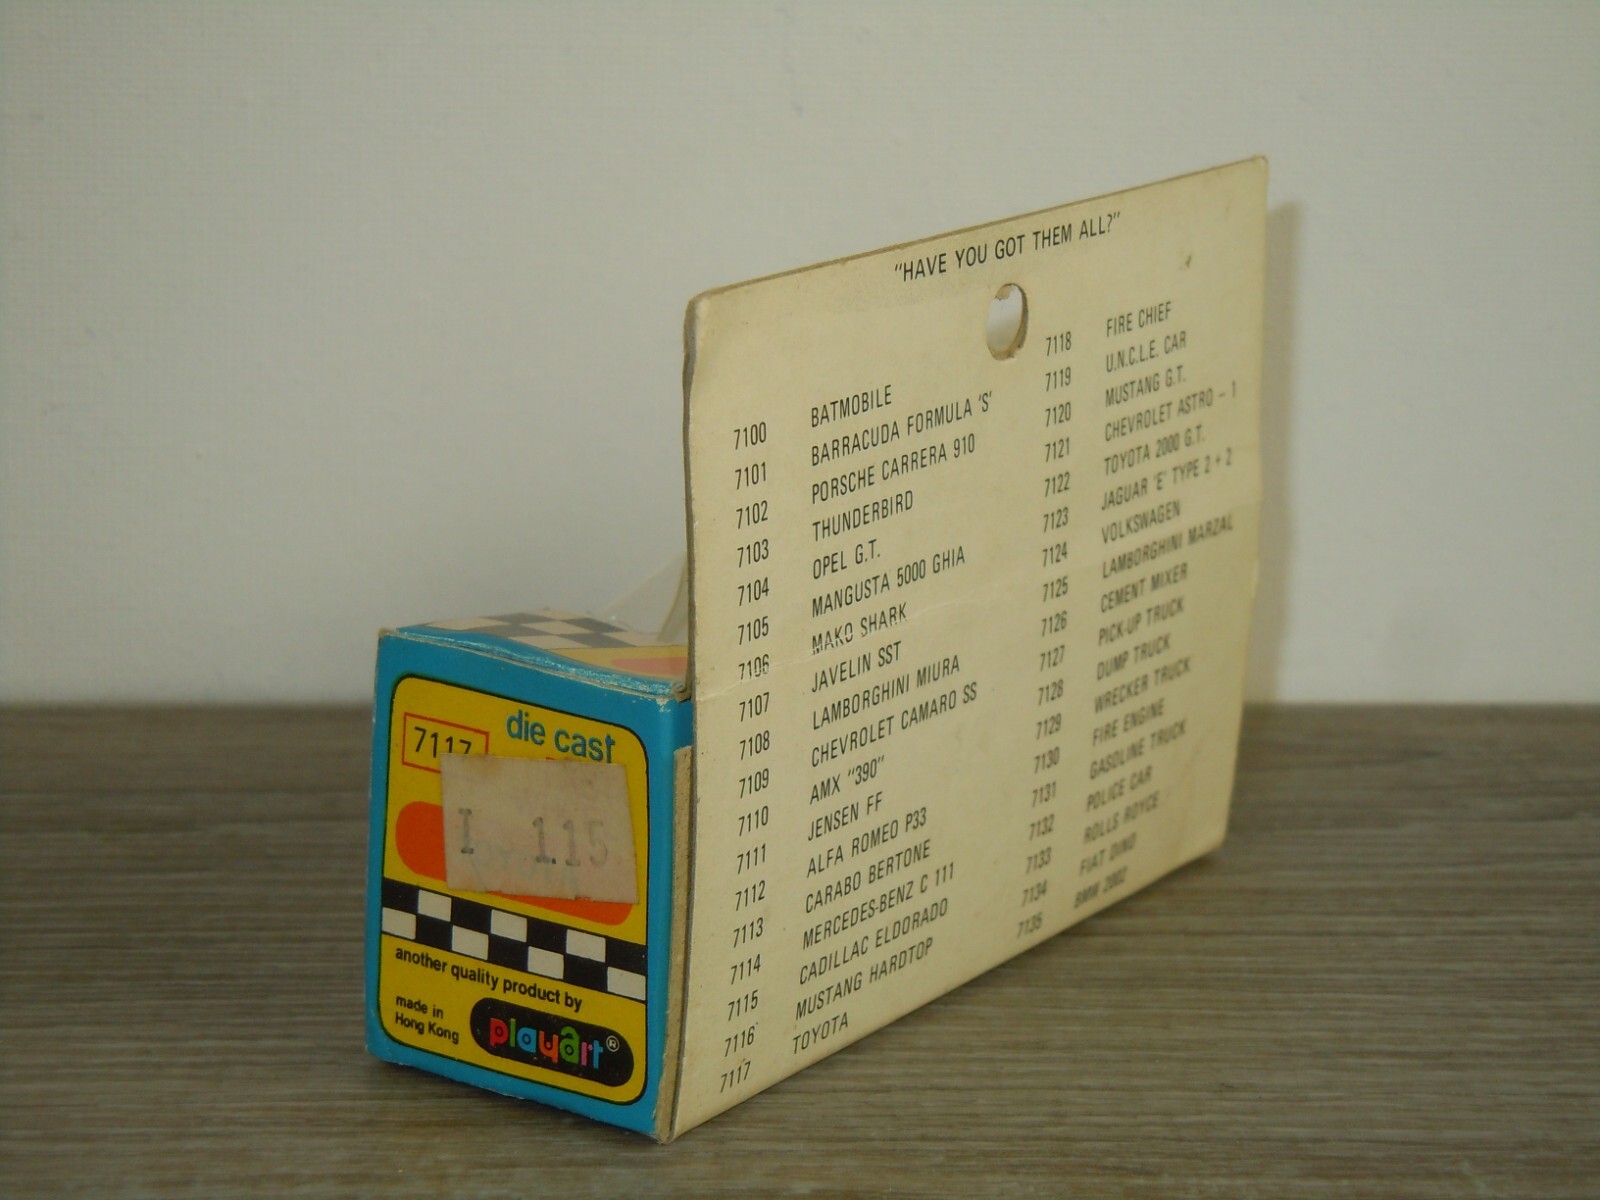 "HAVE YOU GOT THEM ALL?"
7100 BATMOBILE
7101 BARRACUDA FORMULA 'S'
7102 PORSCHE CARRERA 910
7103 THUNDERBIRD
7104 OPEL G.T.
7105 MANGUSTA 5000 GHIA
7106 MAKO SHARK
7107 JAVELIN SST
7108 LAMBORGHINI MIURA
7109 CHEVROLET CAMARO SS
7110 AMX "390"
7111 JENSEN FF
7112 ALFA ROMEO P33
7113 CARABO BERTONE
7114 MERCEDES-BENZ C 111
7115 CADILLAC ELDORADO
7116 MUSTANG HARDTOP
7117 TOYOTA
7118 FIRE CHIEF
7119 U.N.C.L.E. CAR
7120 MUSTANG G.T.
7121 CHEVROLET ASTRO - 1
7122 TOYOTA 2000 G.T.
7123 JAGUAR 'E' TYPE 2 + 2
7124 VOLKSWAGEN
7125 LAMBORGHINI MARZAL
7126 CEMENT MIXER
7127 PICK-UP TRUCK
7128 DUMP TRUCK
7129 WRECKER TRUCK
7130 FIRE ENGINE
7131 GASOLINE TRUCK
7132 POLICE CAR
7133 ROLLS ROYCE
7134 FIAT DINO
7135 BMW 2002
die cast
7117
I 1.15
another quality product by
made in
Hong Kong
playart®